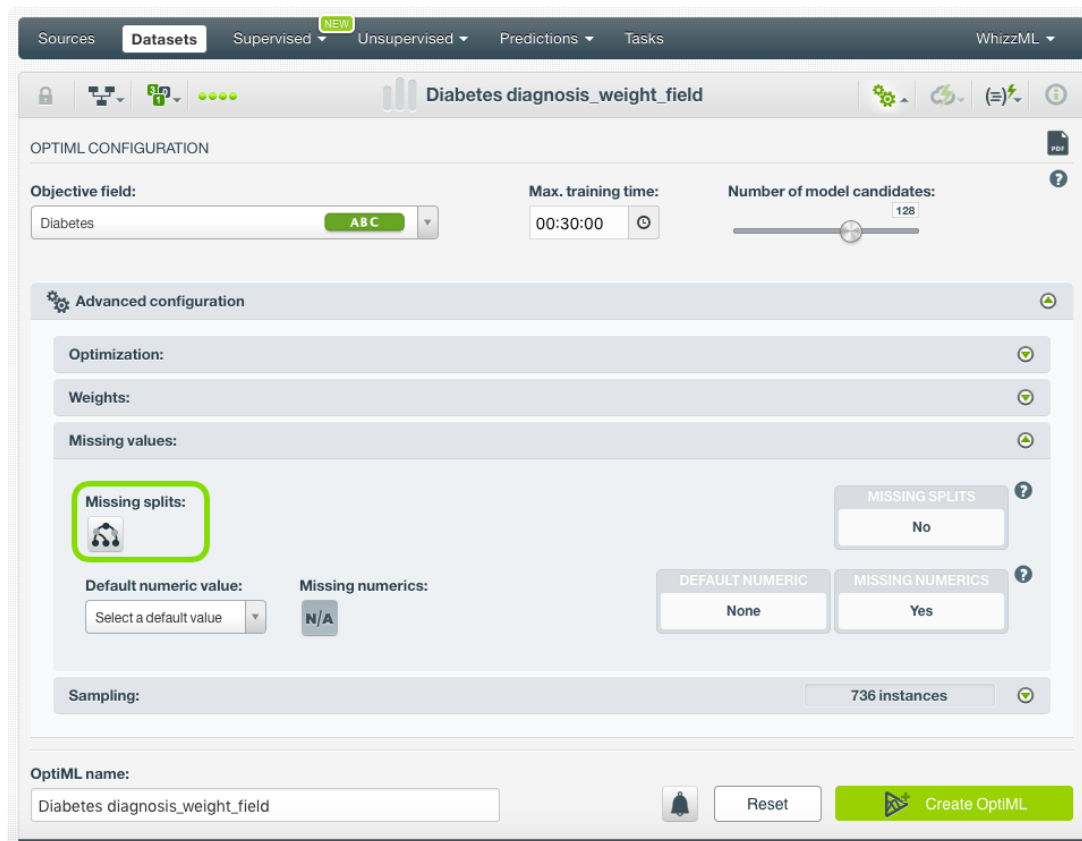 NEW
Sources Datasets Supervised Unsupervised Predictions Tasks WhizzML
Diabetes diagnosis_weight_field
OPTIML CONFIGURATION
PDF
Objective field: Max. training time: Number of model candidates:
Diabetes ABC 00:30:00 128
Advanced configuration
Optimization:
Weights:
Missing values:
Missing splits: MISSING SPLITS
No
Default numeric value: Missing numerics: DEFAULT NUMERIC MISSING NUMERICS
Select a default value N/A None Yes
Sampling: 736 instances
OptiML name:
Diabetes diagnosis_weight_field Reset Create OptiML